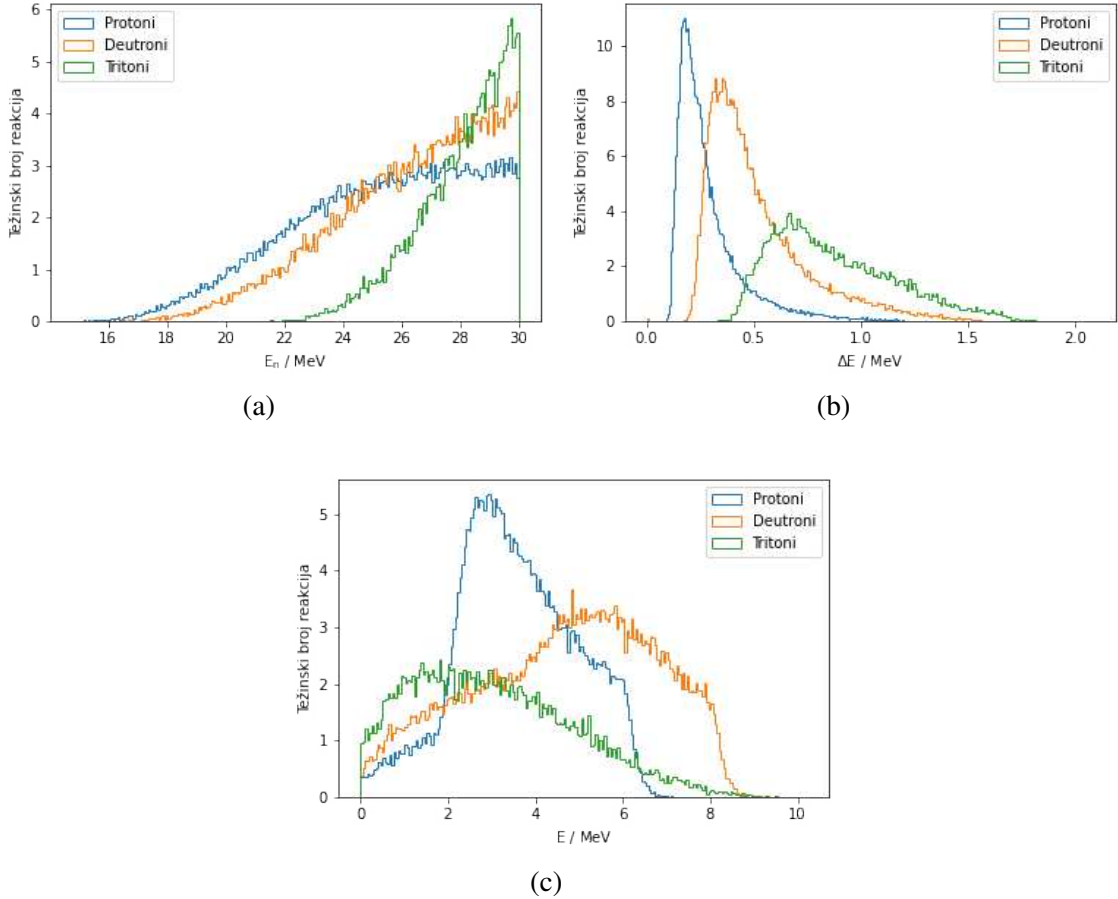 6
5
4
3
2
1
0
Težinski broj reakcija
Protoni
Deutroni
Tritoni
16 18 20 22 24 26 28 30
Eₙ / MeV
(a)
10
8
6
4
2
0
Težinski broj reakcija
Protoni
Deutroni
Tritoni
0.0 0.5 1.0 1.5 2.0
ΔE / MeV
(b)
5
4
3
2
1
0
Težinski broj reakcija
Protoni
Deutroni
Tritoni
0 2 4 6 8 10
E / MeV
(c)